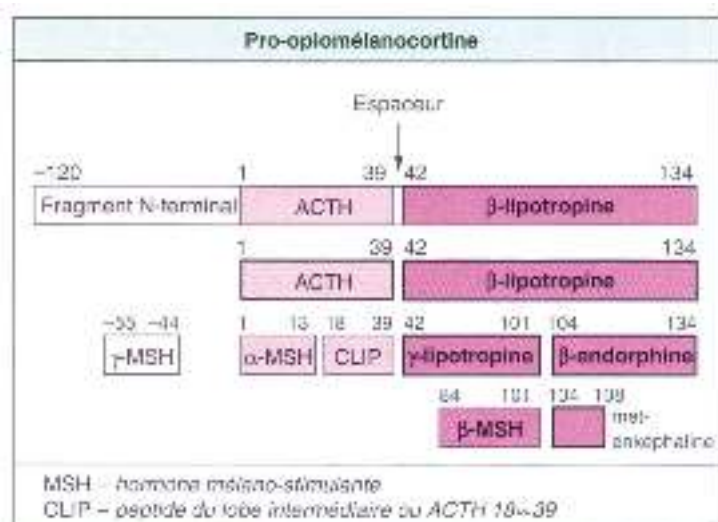 Pro-opiomélanocortine
Espaceur
-120 1 39 42 134
Fragment N-terminal ACTH β-lipotropine
1 39 42 134
ACTH β-lipotropine
-55 -44 1 13 18 39 42 101 104 134
γ-MSH α-MSH CLIP γ-lipotropine β-endorphine
84 101 104 108
β-MSH met-
enképhaline
MSH – hormone mélano-stimulante
CLIP – peptide du lobe intermédiaire ou ACTH 18-39